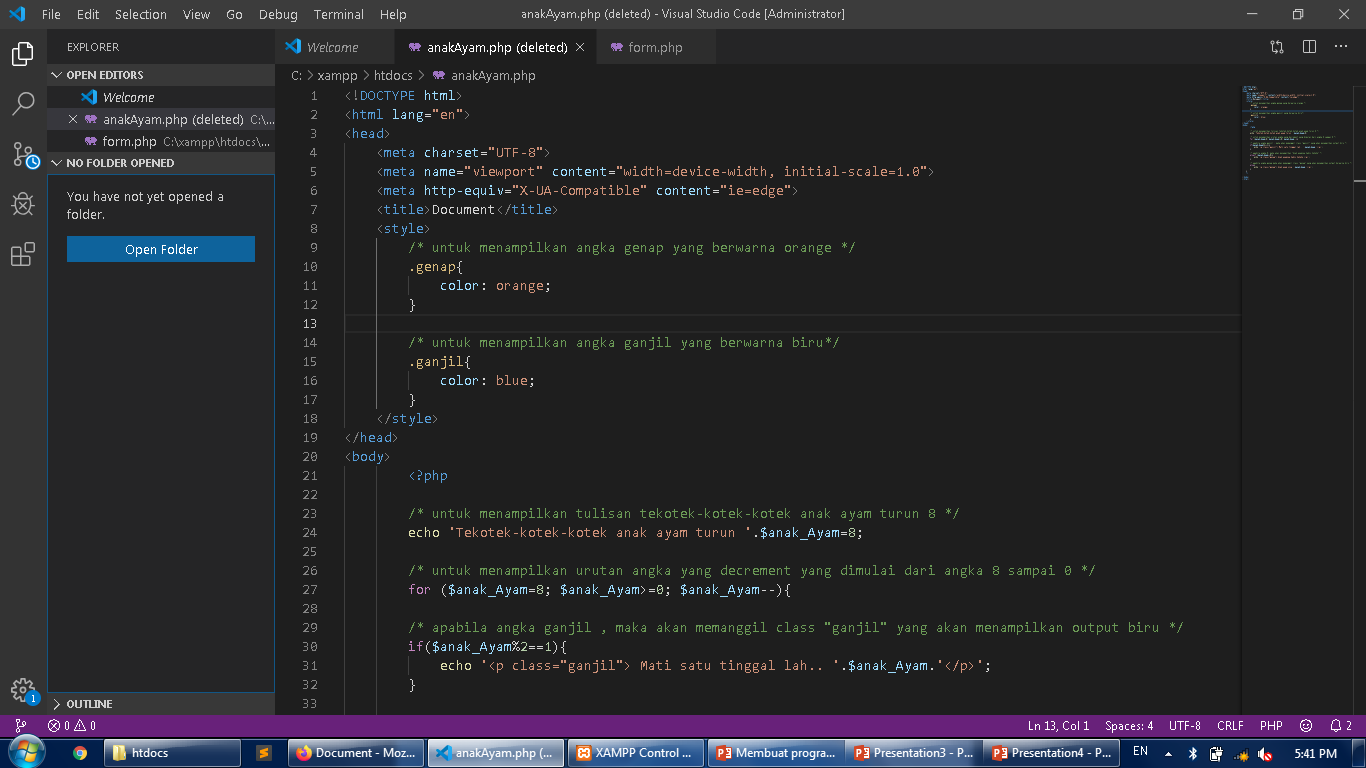 File Edit Selection View Go Debug Terminal Help anakAyam.php (deleted) - Visual Studio Code [Administrator]
EXPLORER
Welcome anakAyam.php (deleted) form.php
OPEN EDITORS
Welcome
anakAyam.php (deleted) C:\...
form.php C:\xampp\htdocs\...
NO FOLDER OPENED
You have not yet opened a
folder.
Open Folder
OUTLINE
C: > xampp > htdocs > anakAyam.php
1 <!DOCTYPE html>
2 <html lang="en">
3 <head>
4 <meta charset="UTF-8">
5 <meta name="viewport" content="width=device-width, initial-scale=1.0">
6 <meta http-equiv="X-UA-Compatible" content="ie=edge">
7 <title>Document</title>
8 <style>
9 /* untuk menampilkan angka genap yang berwarna orange */
10 .genap{
11 color: orange;
12 }
13
14 /* untuk menampilkan angka ganjil yang berwarna biru*/
15 .ganjil{
16 color: blue;
17 }
18 </style>
19 </head>
20 <body>
21 <?php
22
23 /* untuk menampilkan tulisan tekotek-kotek-kotek anak ayam turun 8 */
24 echo 'Tekotek-kotek-kotek anak ayam turun '.$anak_Ayam=8;
25
26 /* untuk menampilkan urutan angka yang decrement yang dimulai dari angka 8 sampai 0 */
27 for ($anak_Ayam=8; $anak_Ayam>=0; $anak_Ayam--){
28
29 /* apabila angka ganjil , maka akan memanggil class "ganjil" yang akan menampilkan output biru */
30 if($anak_Ayam%2==1){
31 echo '<p class="ganjil"> Mati satu tinggal lah.. '.$anak_Ayam.'</p>';
32 }
33
0 0 Ln 13, Col 1 Spaces: 4 UTF-8 CRLF PHP 2
1
htdocs Document - Moz... anakAyam.php (... XAMPP Control ... Membuat progra... Presentation3 - P... Presentation4 - P... EN 5:41 PM